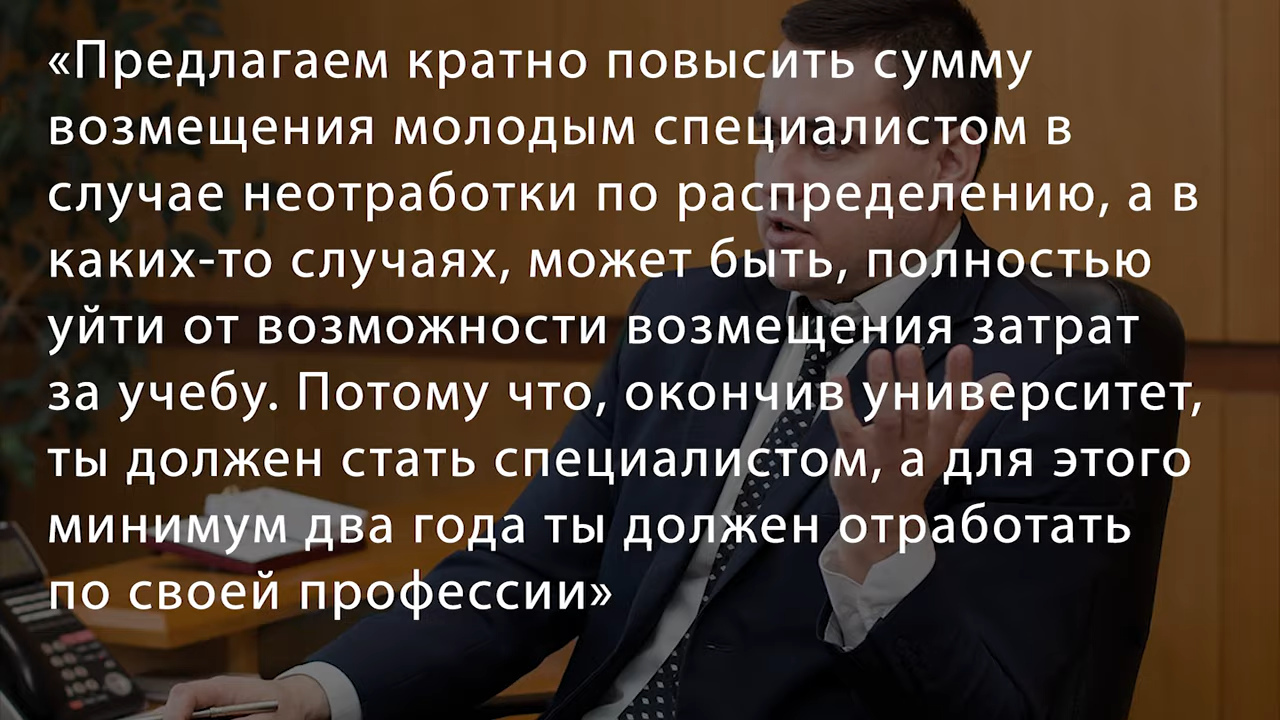 «Предлагаем кратно повысить сумму
возмещения молодым специалистом в
случае неотработки по распределению, а в
каких-то случаях, может быть, полностью
уйти от возможности возмещения затрат
за учебу. Потому что, окончив университет,
ты должен стать специалистом, а для этого
минимум два года ты должен отработать
по своей профессии»